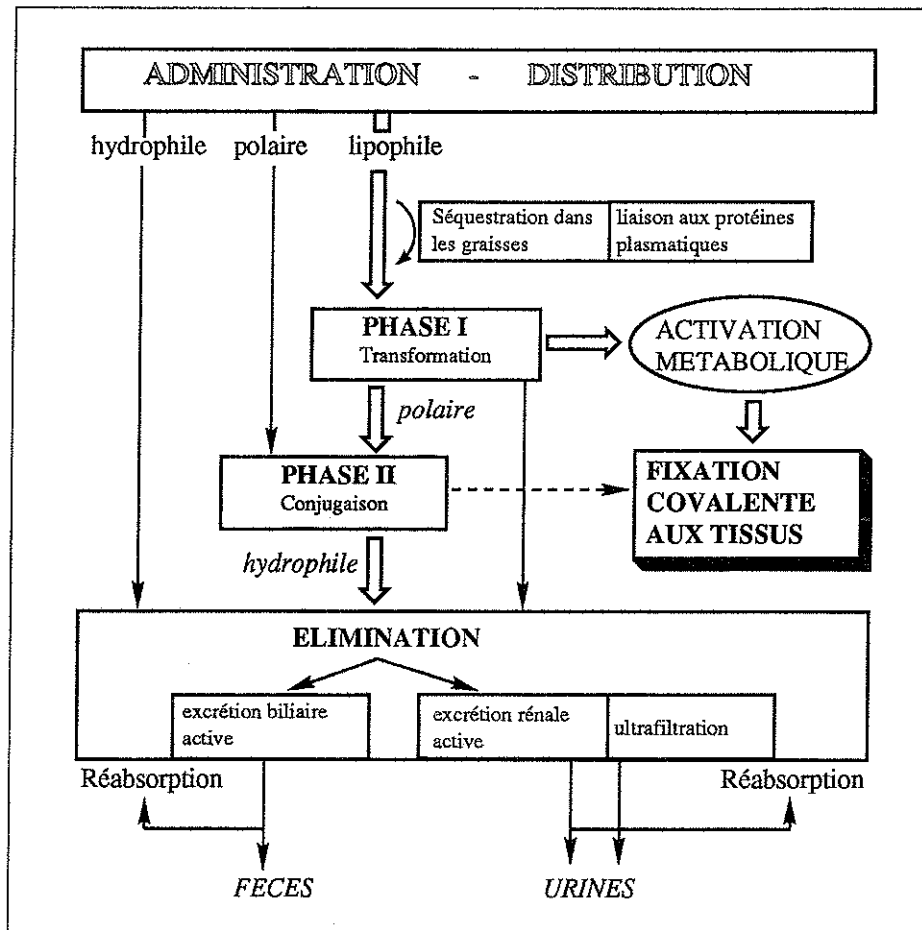 ADMINISTRATION - DISTRIBUTION
hydrophile polaire lipophile
Séquestration dans
les graisses
liaison aux protéines
plasmatiques
PHASE I
Transformation
ACTIVATION
METABOLIQUE
polaire
PHASE II
Conjugaison
FIXATION
COVALENTE
AUX TISSUS
hydrophile
ELIMINATION
excrétion biliaire
active
excrétion rénale
active
ultrafiltration
Réabsorption
Réabsorption
FECES
URINES